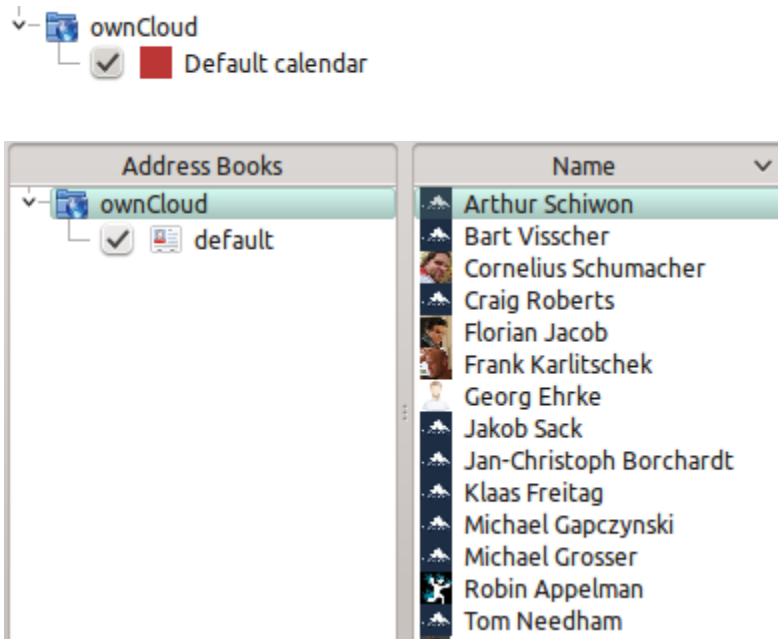 ownCloud
Default calendar
Address Books
Name
ownCloud
default
Arthur Schiwon
Bart Visscher
Cornelius Schumacher
Craig Roberts
Florian Jacob
Frank Karlitschek
Georg Ehrke
Jakob Sack
Jan-Christoph Borchardt
Klaas Freitag
Michael Gapczynski
Michael Grosser
Robin Appelman
Tom Needham